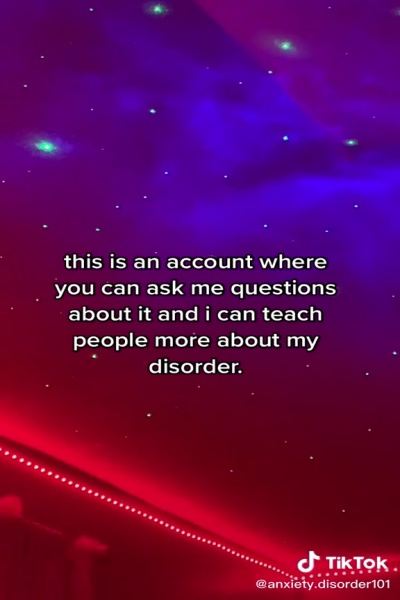 this is an account where
you can ask me questions
about it and i can teach
people more about my
disorder.
TikTok
@anxiety.disorder101